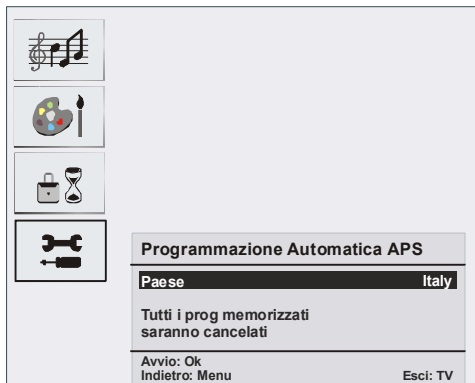 Programmazione Automatica APS
Paese Italy
Tutti i prog memorizzati
saranno cancelati
Avvio: Ok
Indietro: Menu Esci: TV